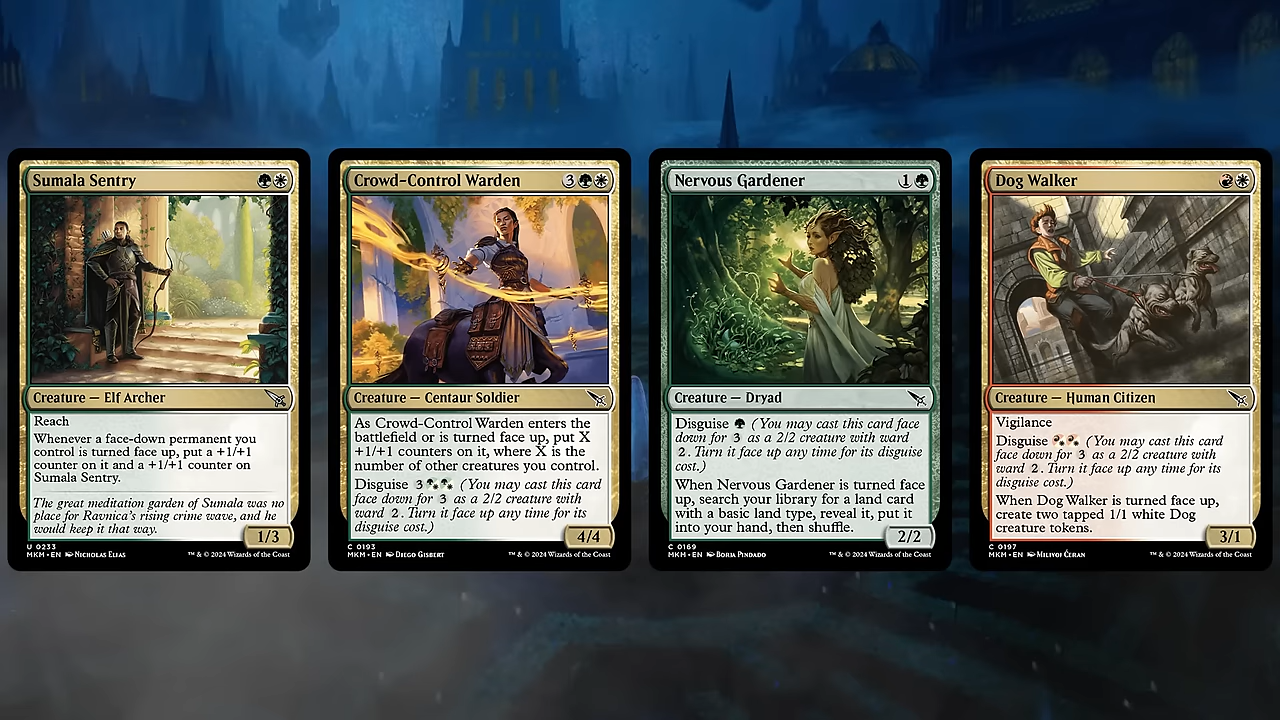 Sumala Sentry
Creature — Elf Archer
Reach
Whenever a face-down permanent you
control is turned face up, put a +1/+1
counter on it and a +1/+1 counter on
Sumala Sentry.
The great meditation garden of Sumala was no
place for Ravnica's rising crime wave, and he
would keep it that way.
1/3
U 0233
MKM • EN Nicholas Elias
™ & © 2024 Wizards of the Coast
Crowd-Control Warden
3
Creature — Centaur Soldier
As Crowd-Control Warden enters the
battlefield or is turned face up, put X
+1/+1 counters on it, where X is the
number of other creatures you control.
Disguise 3 (You may cast this card
face down for 3 as a 2/2 creature with
ward 2. Turn it face up any time for its
disguise cost.)
4/4
C 0193
MKM • EN Diego Gisbert
™ & © 2024 Wizards of the Coast
Nervous Gardener
1
Creature — Dryad
Disguise (You may cast this card face
down for 3 as a 2/2 creature with ward
2. Turn it face up any time for its disguise
cost.)
When Nervous Gardener is turned face
up, search your library for a land card
with a basic land type, reveal it, put it
into your hand, then shuffle.
2/2
C 0169
MKM • EN Borja Pindado
™ & © 2024 Wizards of the Coast
Dog Walker
Creature — Human Citizen
Vigilance
Disguise (You may cast this card
face down for 3 as a 2/2 creature with
ward 2. Turn it face up any time for its
disguise cost.)
When Dog Walker is turned face up,
create two tapped 1/1 white Dog
creature tokens.
3/1
C 0197
MKM • EN Milivoj Ćeran
™ & © 2024 Wizards of the Coast